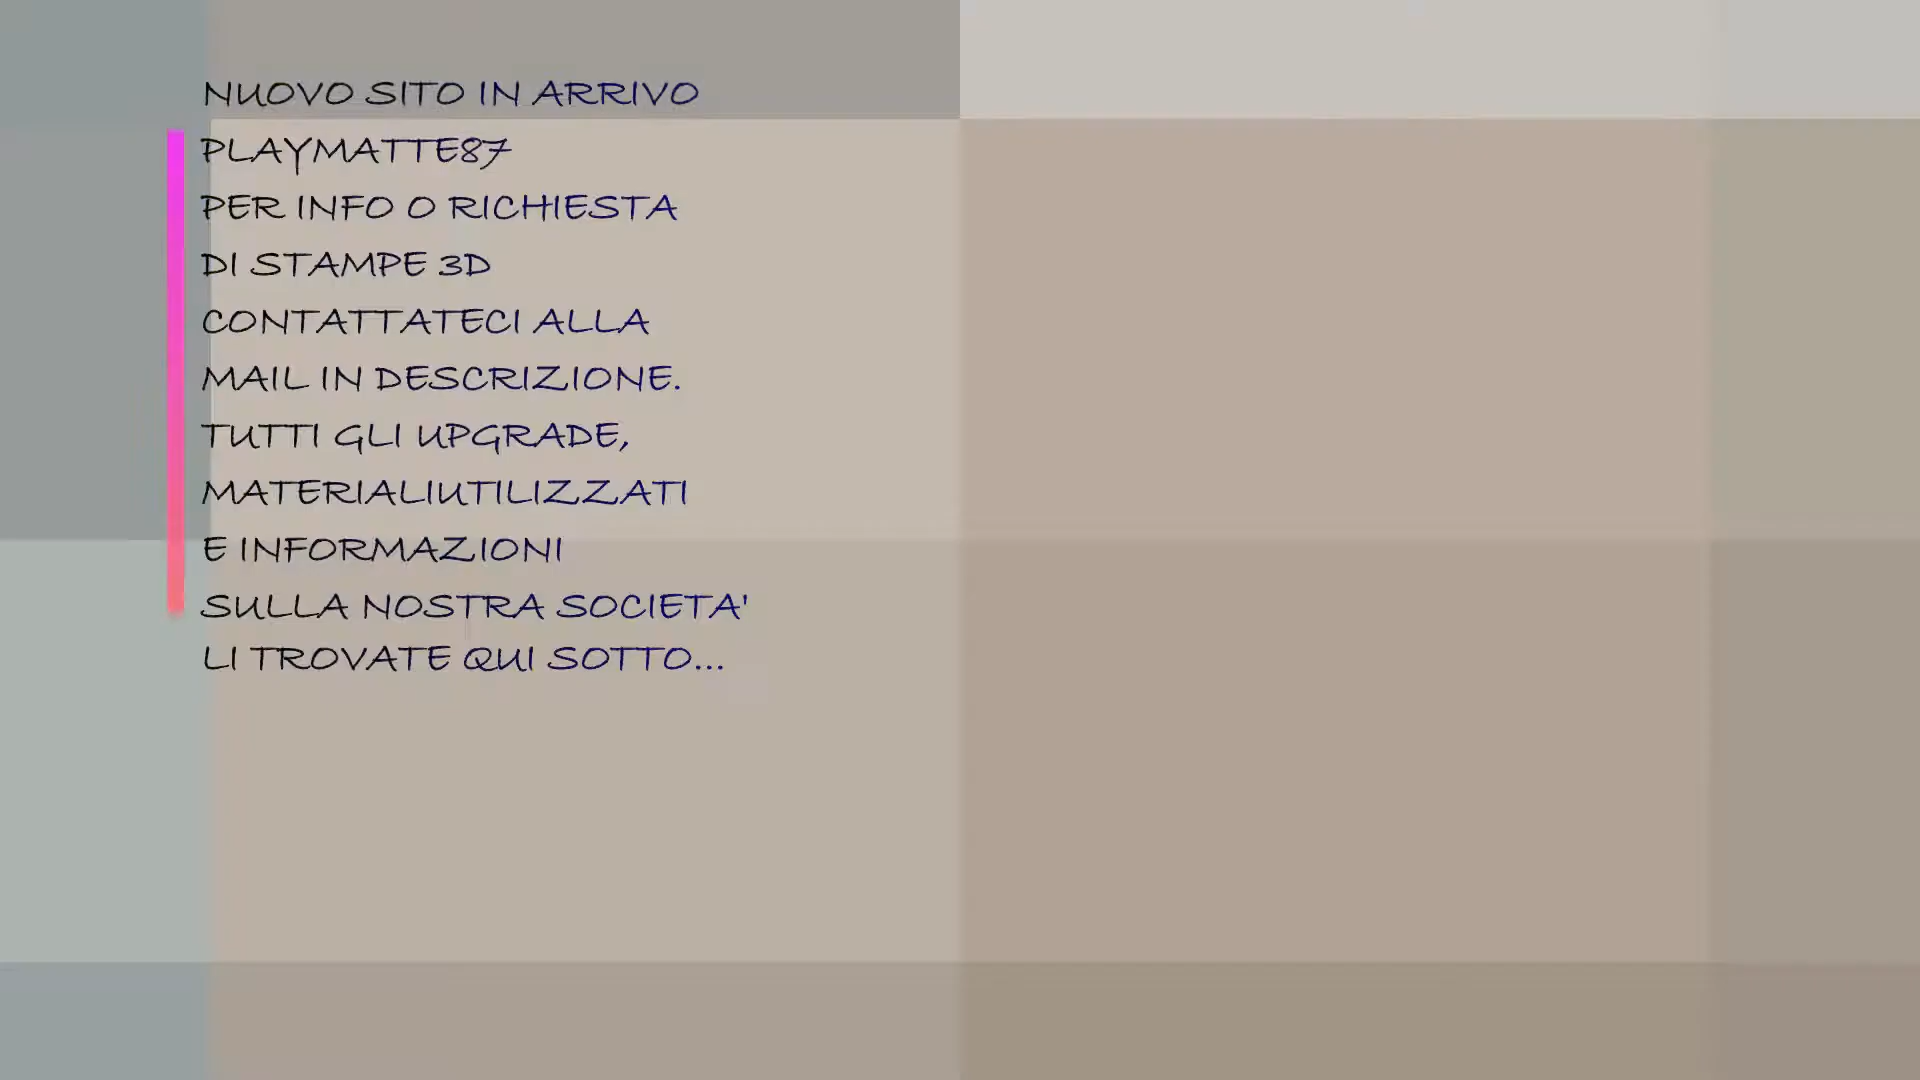 NUOVO SITO IN ARRIVO
PLAYMATTE87
PER INFO O RICHIESTA
DI STAMPE 3D
CONTATTATECI ALLA
MAIL IN DESCRIZIONE.
TUTTI GLI UPGRADE,
MATERIALIUTILIZZATI
E INFORMAZIONI
SULLA NOSTRA SOCIETA'
LI TROVATE QUI SOTTO...